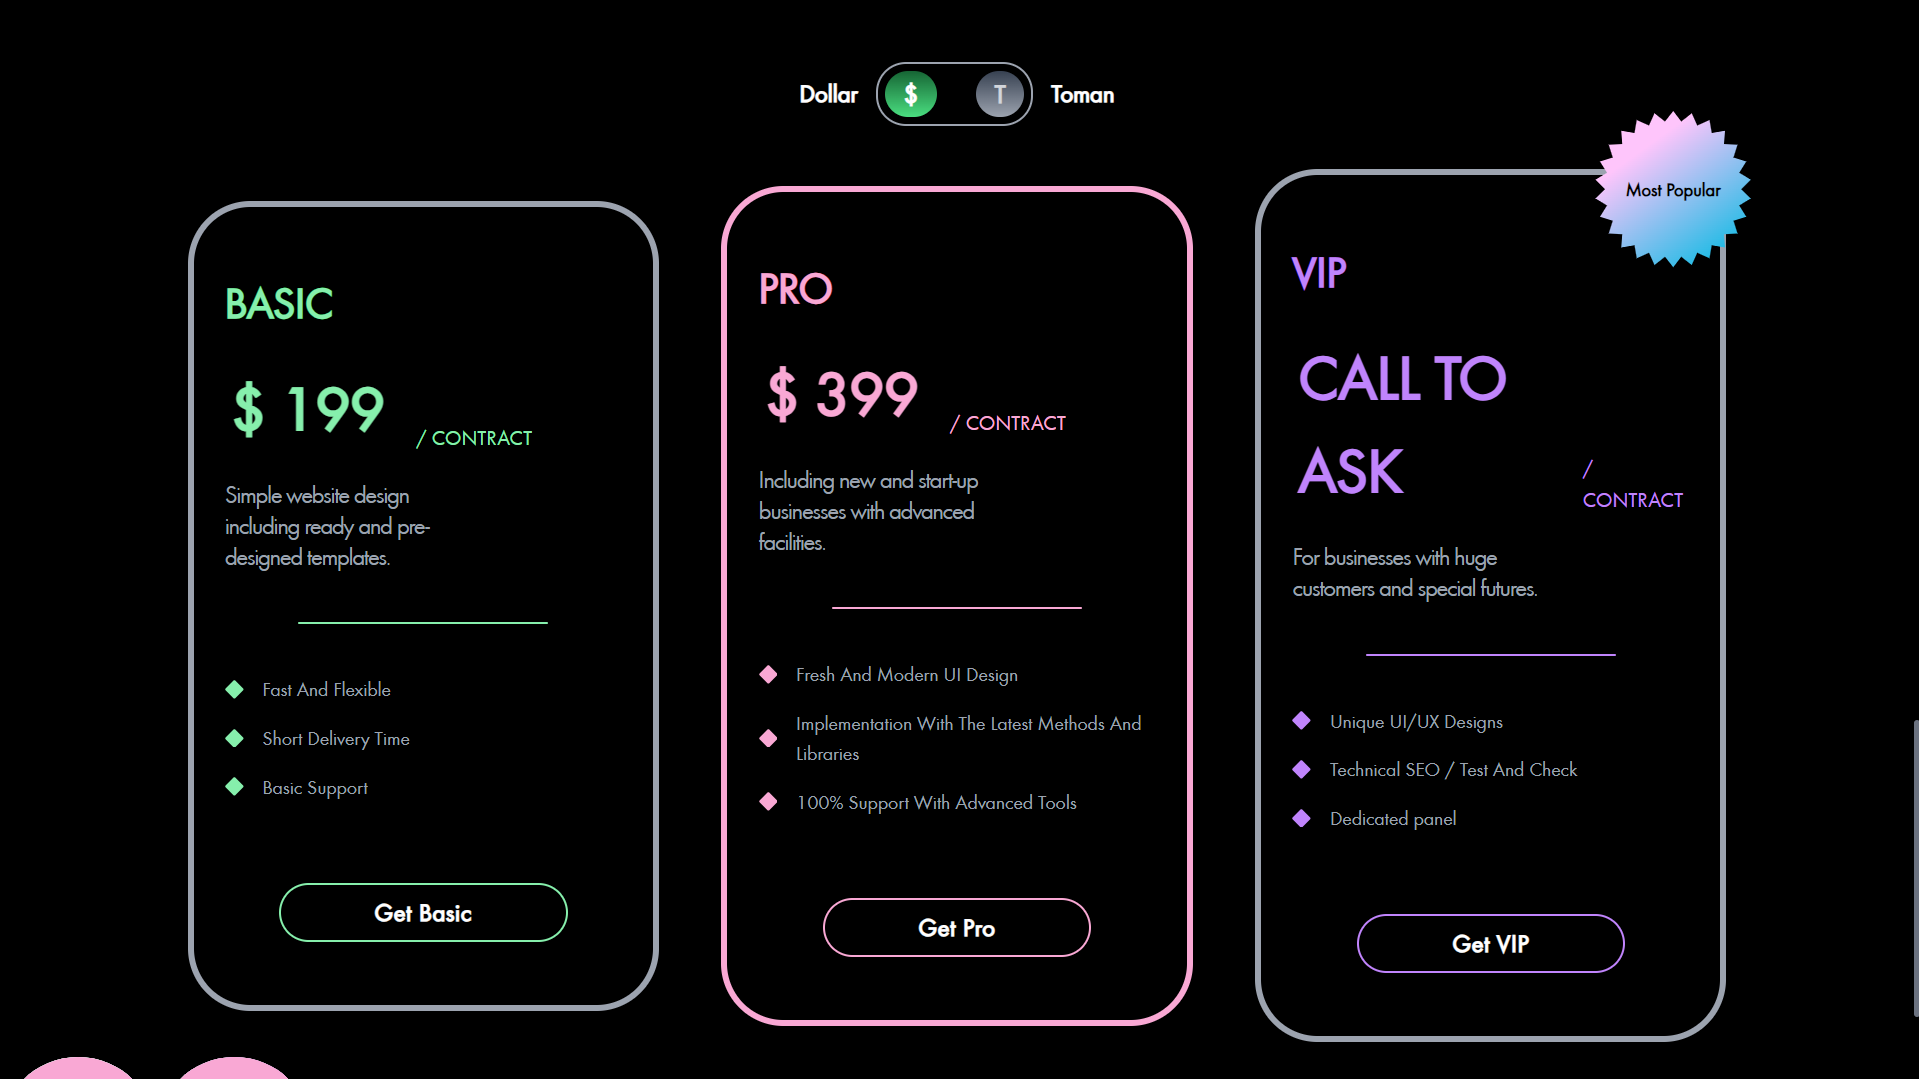 Dollar $ T Toman
Most Popular
BASIC
$ 199 / CONTRACT
Simple website design
including ready and pre-
designed templates.
Fast And Flexible
Short Delivery Time
Basic Support
Get Basic
PRO
$ 399 / CONTRACT
Including new and start-up
businesses with advanced
facilities.
Fresh And Modern UI Design
Implementation With The Latest Methods And
Libraries
100% Support With Advanced Tools
Get Pro
VIP
CALL TO
ASK /
CONTRACT
For businesses with huge
customers and special futures.
Unique UI/UX Designs
Technical SEO / Test And Check
Dedicated panel
Get VIP